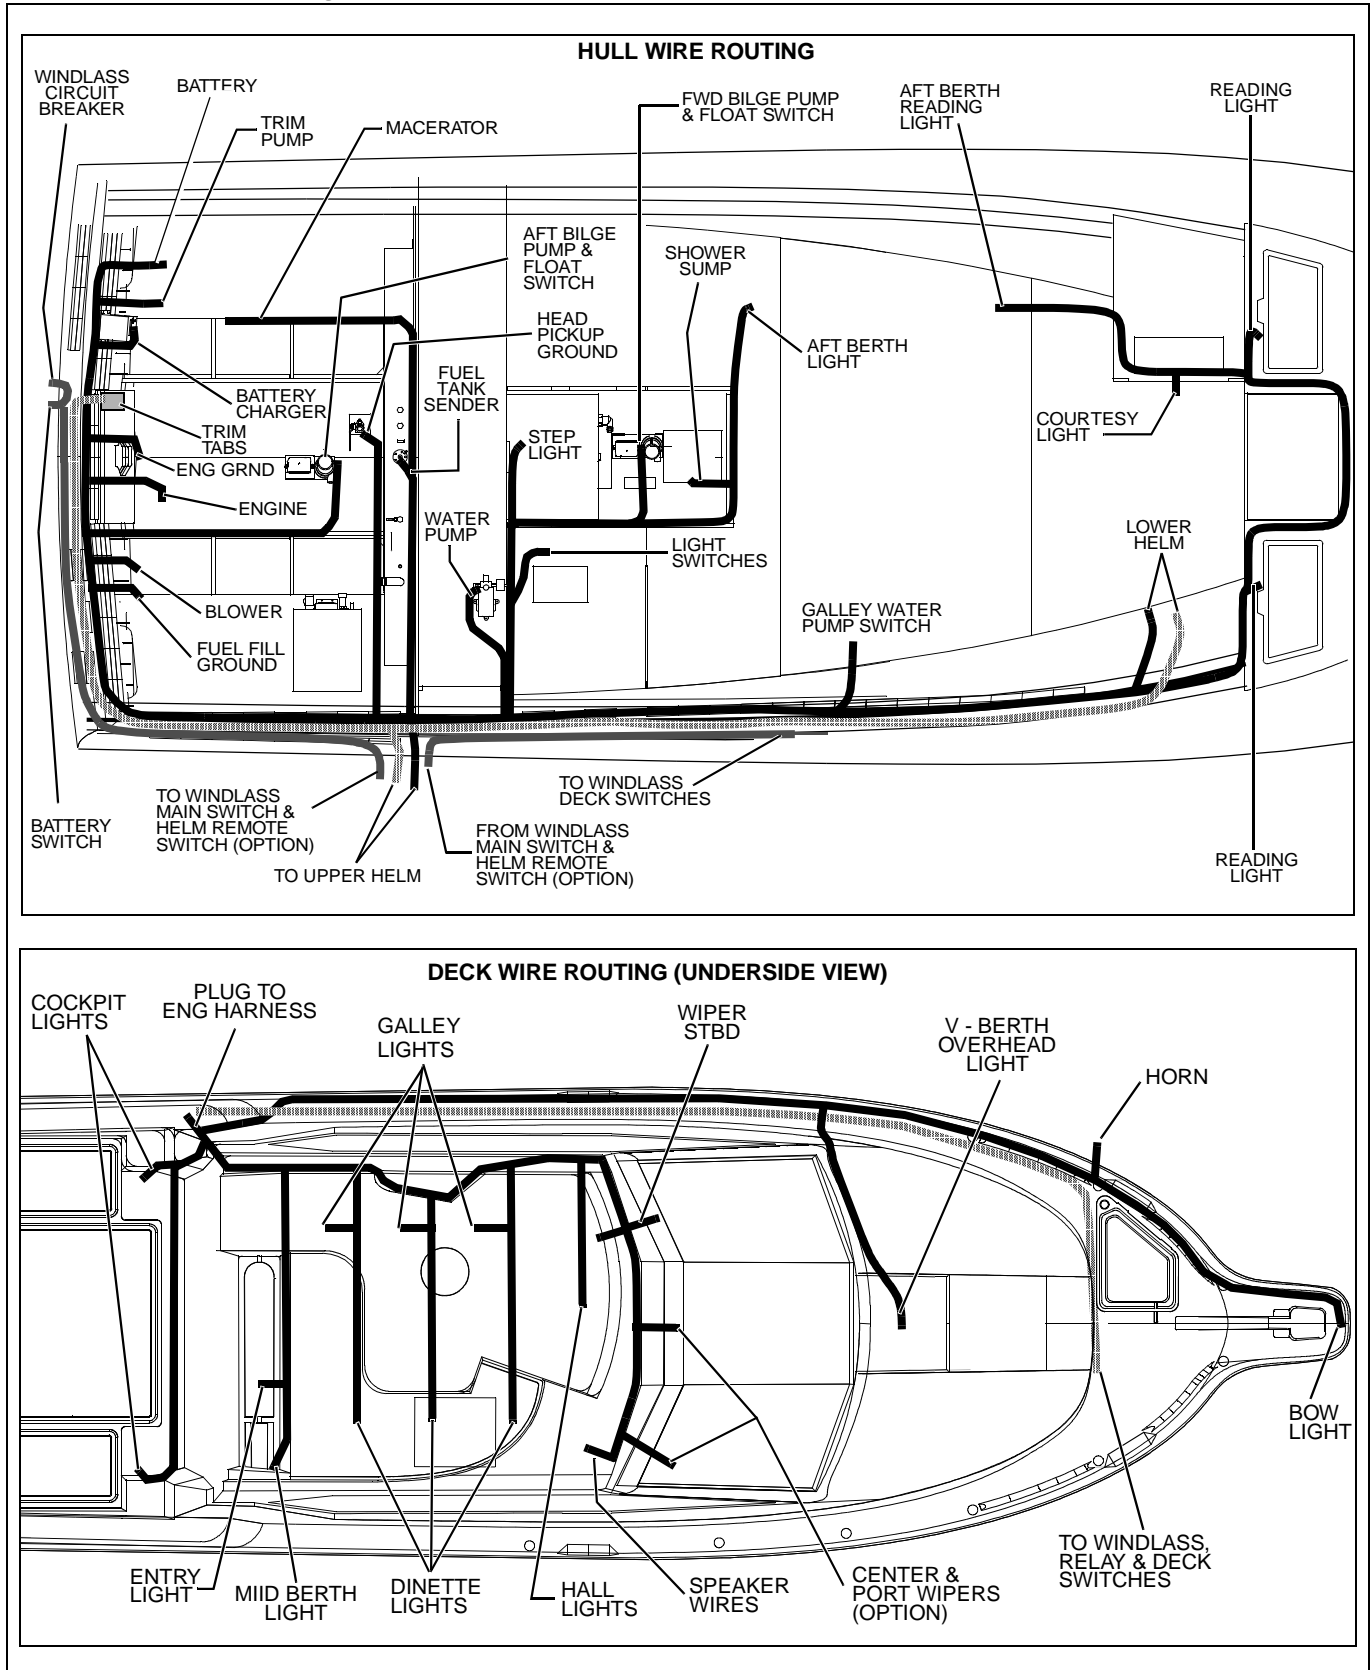 HULL WIRE ROUTING
WINDLASS
CIRCUIT
BREAKER
BATTERY
TRIM
PUMP
MACERATOR
FWD BILGE PUMP
& FLOAT SWITCH
AFT BERTH
READING
LIGHT
READING
LIGHT
AFT BILGE
PUMP &
FLOAT
SWITCH
SHOWER
SUMP
HEAD
PICKUP
GROUND
AFT BERTH
LIGHT
FUEL
TANK
SENDER
BATTERY
CHARGER
TRIM
TABS
STEP
LIGHT
COURTESY
LIGHT
ENG GRND
ENGINE
WATER
PUMP
LIGHT
SWITCHES
LOWER
HELM
BLOWER
GALLEY WATER
PUMP SWITCH
FUEL FILL
GROUND
TO WINDLASS
DECK SWITCHES
TO WINDLASS
MAIN SWITCH &
HELM REMOTE
SWITCH (OPTION)
BATTERY
SWITCH
FROM WINDLASS
MAIN SWITCH &
HELM REMOTE
SWITCH (OPTION)
TO UPPER HELM
READING
LIGHT
DECK WIRE ROUTING (UNDERSIDE VIEW)
COCKPIT
LIGHTS
PLUG TO
ENG HARNESS
GALLEY
LIGHTS
WIPER
STBD
V - BERTH
OVERHEAD
LIGHT
HORN
BOW
LIGHT
ENTRY
LIGHT
MIID BERTH
LIGHT
DINETTE
LIGHTS
HALL
LIGHTS
SPEAKER
WIRES
CENTER &
PORT WIPERS
(OPTION)
TO WINDLASS,
RELAY & DECK
SWITCHES